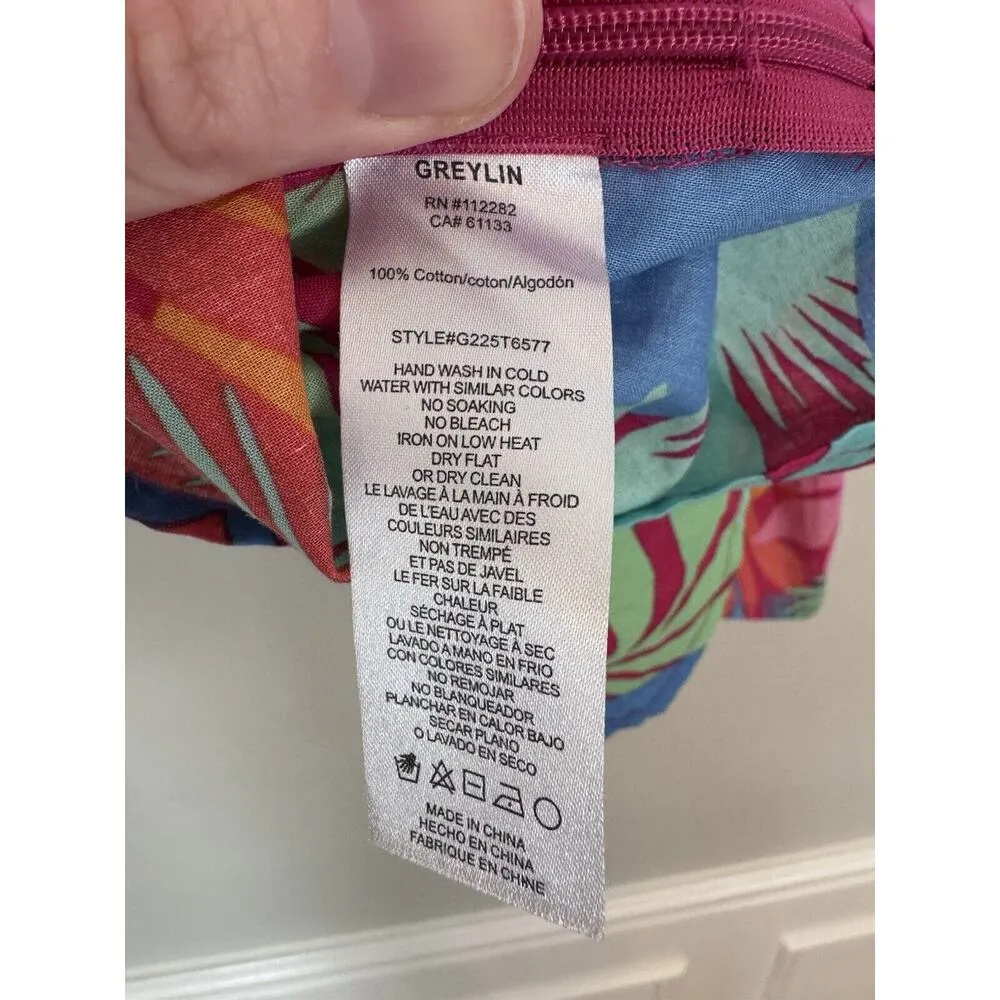 GREYLIN
RN #112282
CA# 61133
100% Cotton/coton/Algodón
STYLE#G225T6577
HAND WASH IN COLD
WATER WITH SIMILAR COLORS
NO SOAKING
NO BLEACH
IRON ON LOW HEAT
DRY FLAT
OR DRY CLEAN
LE LAVAGE À LA MAIN À FROID
DE L'EAU AVEC DES
COULEURS SIMILAIRES
NON TREMPÉ
ET PAS DE JAVEL
LE FER SUR LA FAIBLE
CHALEUR
SÉCHAGE À PLAT
OU LE NETTOYAGE À SEC
LAVADO A MANO EN FRIO
CON COLORES SIMILARES
NO REMOJAR
NO BLANQUEADOR
PLANCHAR EN CALOR BAJO
SECAR PLANO
O LAVADO EN SECO
MADE IN CHINA
HECHO EN CHINA
FABRIQUE EN CHINE